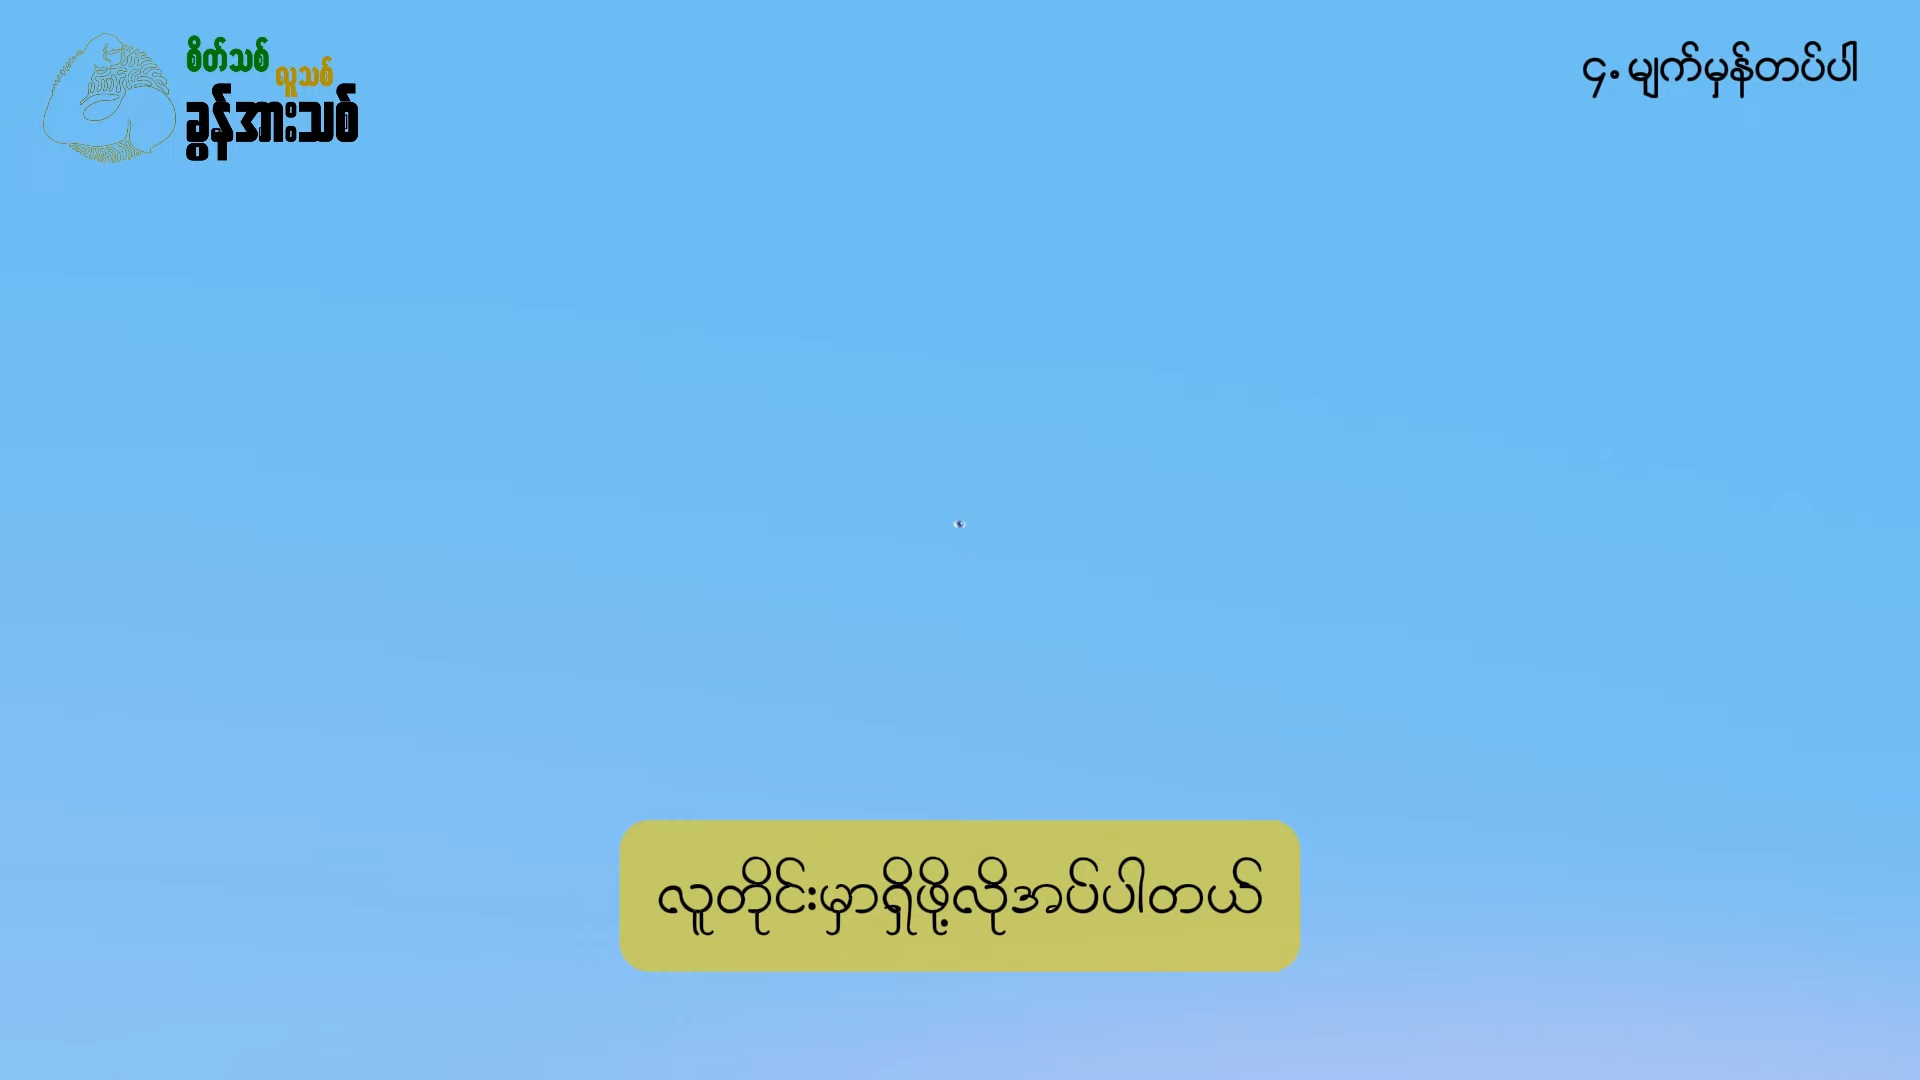 စိတ်သစ်
လူသစ်
ခွန်အားသစ်
၄. မျက်မှန်တပ်ပါ
လူတိုင်းမှာရှိဖို့လိုအပ်ပါတယ်